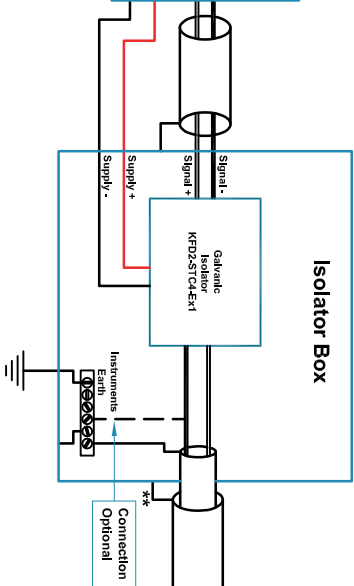 Isolator Box
Signal -
Signal +
Supply +
Supply -
Galvanic
Isolator
KFD2-STC4-Ex1
Instruments
Earth
**
Connection
Optional